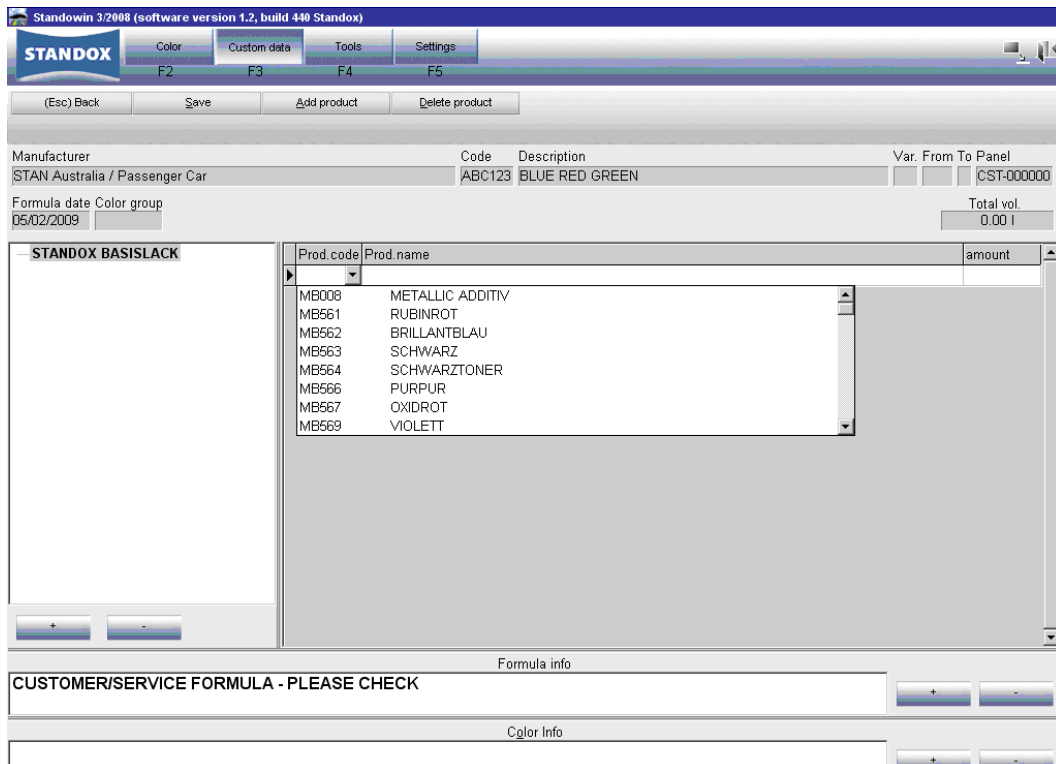 Standowin 3/2008 (software version 1.2, build 440 Standox)
STANDOX
Color Custom data Tools Settings
F2 F3 F4 F5
(Esc) Back Save Add product Delete product
Manufacturer Code Description Var. From To Panel
STAN Australia / Passenger Car ABC123 BLUE RED GREEN CST-000000
Formula date Color group Total vol.
05/02/2009 0.00 l
STANDOX BASISLACK
Prod.code Prod.name amount
MB008 METALLIC ADDITIV
MB561 RUBINROT
MB562 BRILLANTBLAU
MB563 SCHWARZ
MB564 SCHWARZTONER
MB566 PURPUR
MB567 OXIDROT
MB569 VIOLETT
+ -
Formula info
CUSTOMER/SERVICE FORMULA - PLEASE CHECK
+ -
Color Info
+ -